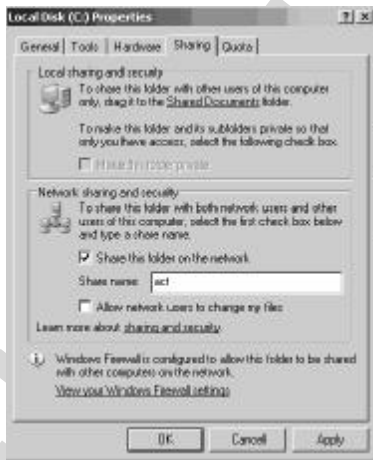 Local Disk (C:) Properties
General Tools Hardware Sharing Quota
Local sharing and security
To share this folder with other users of this computer
only, drag it to the Shared Documents folder.
To make this folder and its subfolders private so that
only you have access, select the following check box.
Make this folder private
Network sharing and security
To share this folder with both network users and other
users of this computer, select the first check box below
and type a share name.
Share this folder on the network
Share name: act
Allow network users to change my files
Learn more about sharing and security.
Windows Firewall is configured to allow this folder to be shared
with other computers on the network.
View your Windows Firewall settings
OK Cancel Apply